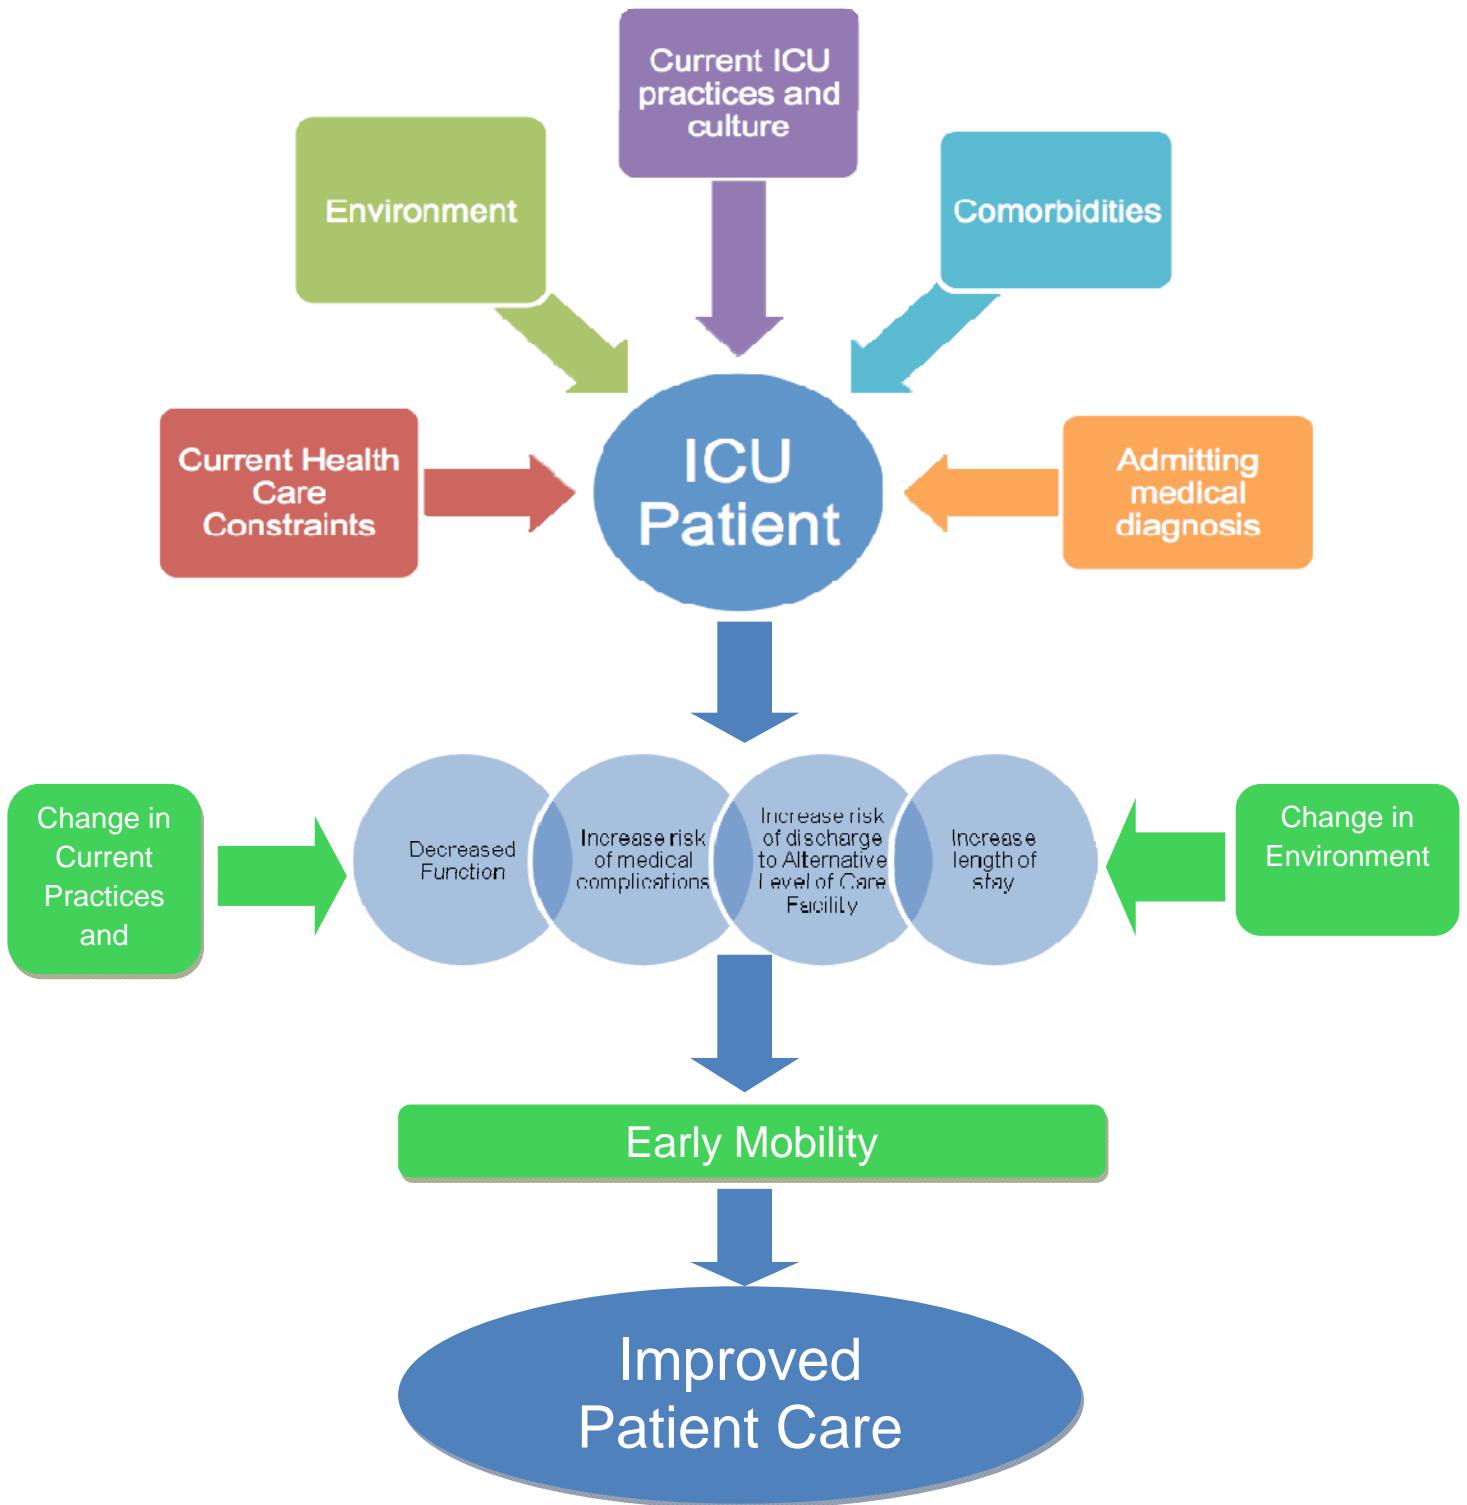 Current ICU
practices and
culture
Environment
Comorbidities
Current Health
Care
Constraints
ICU
Patient
Admitting
medical
diagnosis
Change in
Current
Practices
and
Decreased
Function
Increase risk
of medical
complications
Increase risk
of discharge
to Alternative
Level of Care
Facility
Increase
length of
stay
Change in
Environment
Early Mobility
Improved
Patient Care